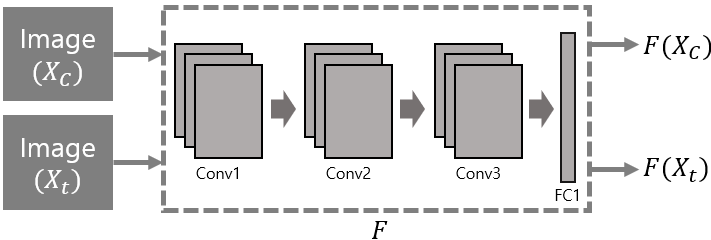 Image
(X_C)
F(X_C)
Image
(X_t)
F(X_t)
Conv1
Conv2
Conv3
FC1
F